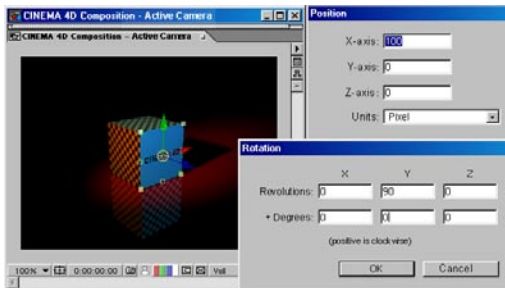 CINEMA 4D Composition - Active Camera
CINEMA 4D Composition - Active Camera
100%
0:00:00:00
Position
X-axis: 100
Y-axis: 0
Z-axis: 0
Units: Pixel
Rotation
X Y Z
Revolutions: 0 90 0
+ Degrees: 0 0 0
(positive is clockwise)
OK Cancel